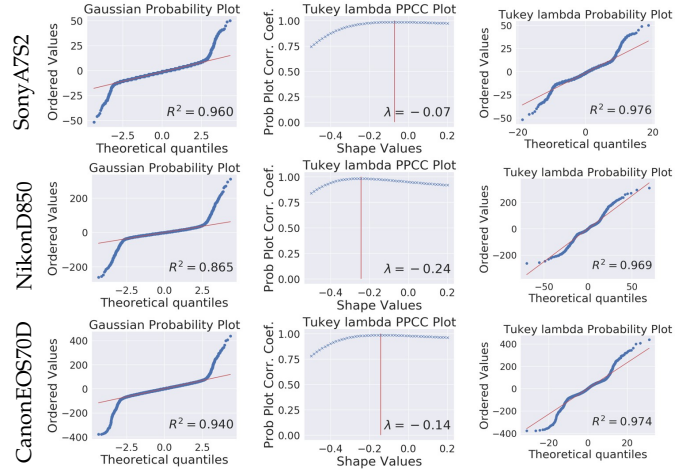 SonyA7S2
Gaussian Probability Plot
Ordered Values
50
25
0
−25
−50
R² = 0.960
−2.5 0.0 2.5
Theoretical quantiles
Tukey lambda PPCC Plot
Prob Plot Corr. Coef.
1.00
0.75
0.50
0.25
0.00
λ = −0.07
−0.4 −0.2 0.0 0.2
Shape Values
Tukey lambda Probability Plot
Ordered Values
50
25
0
−25
−50
R² = 0.976
−19 0 19
Theoretical quantiles
NikonD850
Gaussian Probability Plot
Ordered Values
200
0
−200
R² = 0.865
−2.5 0.0 2.5
Theoretical quantiles
Tukey lambda PPCC Plot
Prob Plot Corr. Coef.
1.00
0.75
0.50
0.25
0.00
λ = −0.24
−0.4 −0.2 0.0 0.2
Shape Values
Tukey lambda Probability Plot
Ordered Values
200
0
−200
R² = 0.969
−50 0 50
Theoretical quantiles
CanonEOS70D
Gaussian Probability Plot
Ordered Values
400
200
0
−200
−400
R² = 0.940
−2.5 0.0 2.5
Theoretical quantiles
Tukey lambda PPCC Plot
Prob Plot Corr. Coef.
1.00
0.75
0.50
0.25
0.00
λ = −0.14
−0.4 −0.2 0.0 0.2
Shape Values
Tukey lambda Probability Plot
Ordered Values
400
200
0
−200
−400
R² = 0.974
−20 0 20
Theoretical quantiles